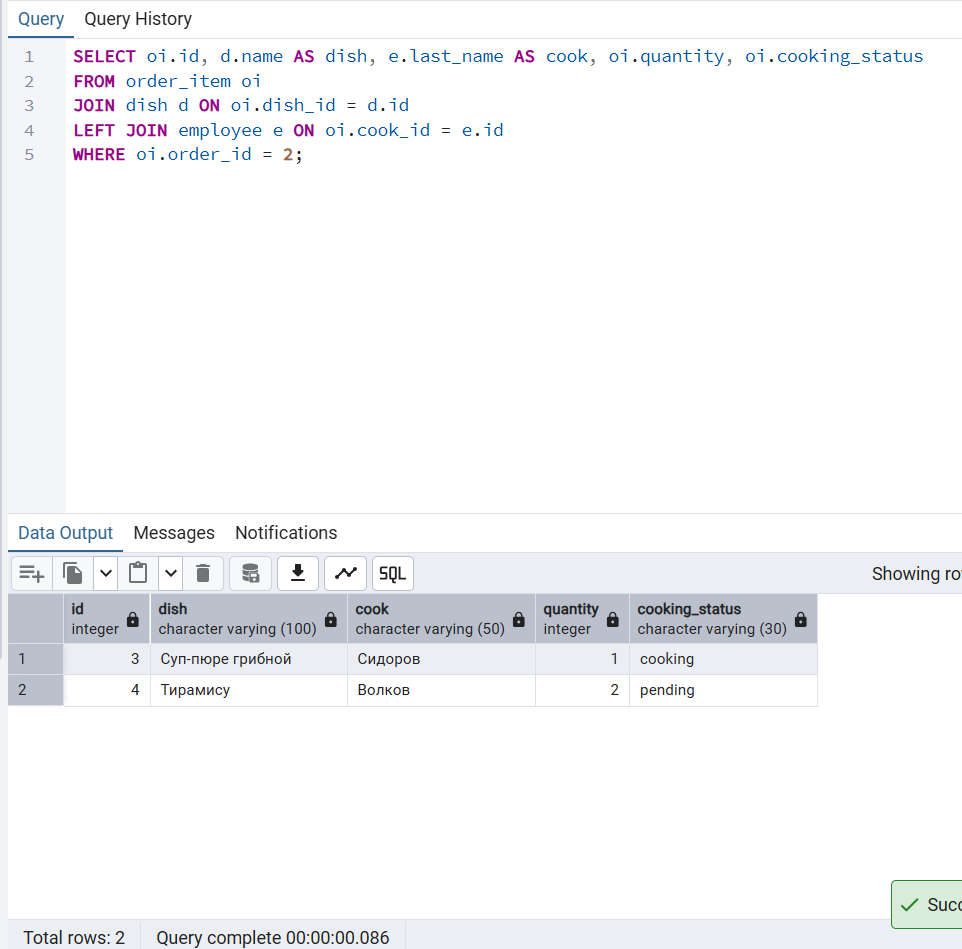 Query Query History
1 SELECT oi.id, d.name AS dish, e.last_name AS cook, oi.quantity, oi.cooking_status
2 FROM order_item oi
3 JOIN dish d ON oi.dish_id = d.id
4 LEFT JOIN employee e ON oi.cook_id = e.id
5 WHERE oi.order_id = 2;
Data Output Messages Notifications
SQL Showing ro
id dish cook quantity cooking_status
integer character varying (100) character varying (50) integer character varying (30)
1 3 Суп-пюре грибной Сидоров 1 cooking
2 4 Тирамису Волков 2 pending
Succ
Total rows: 2 Query complete 00:00:00.086